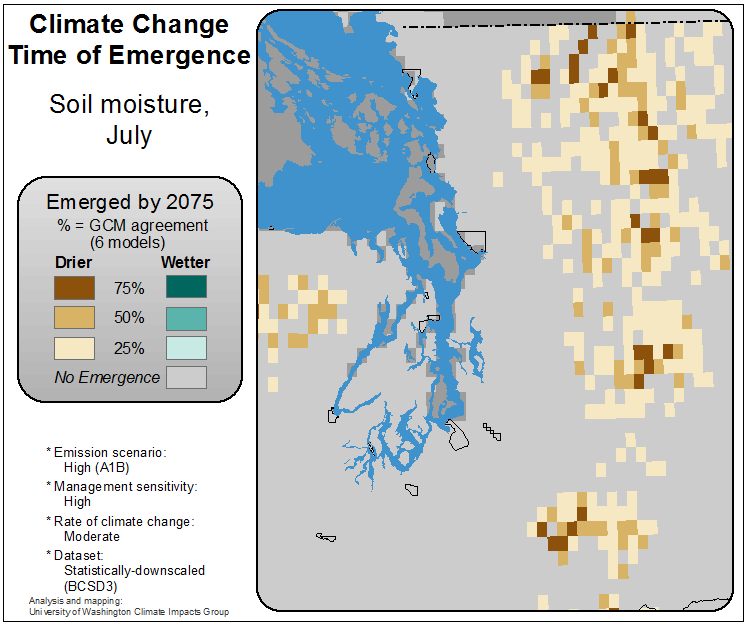 Climate Change
Time of Emergence
Soil moisture,
July
Emerged by 2075
% = GCM agreement
(6 models)
Drier Wetter
75%
50%
25%
No Emergence
* Emission scenario:
High (A1B)
* Management sensitivity:
High
* Rate of climate change:
Moderate
* Dataset:
Statistically-downscaled
(BCSD3)
Analysis and mapping:
University of Washington Climate Impacts Group